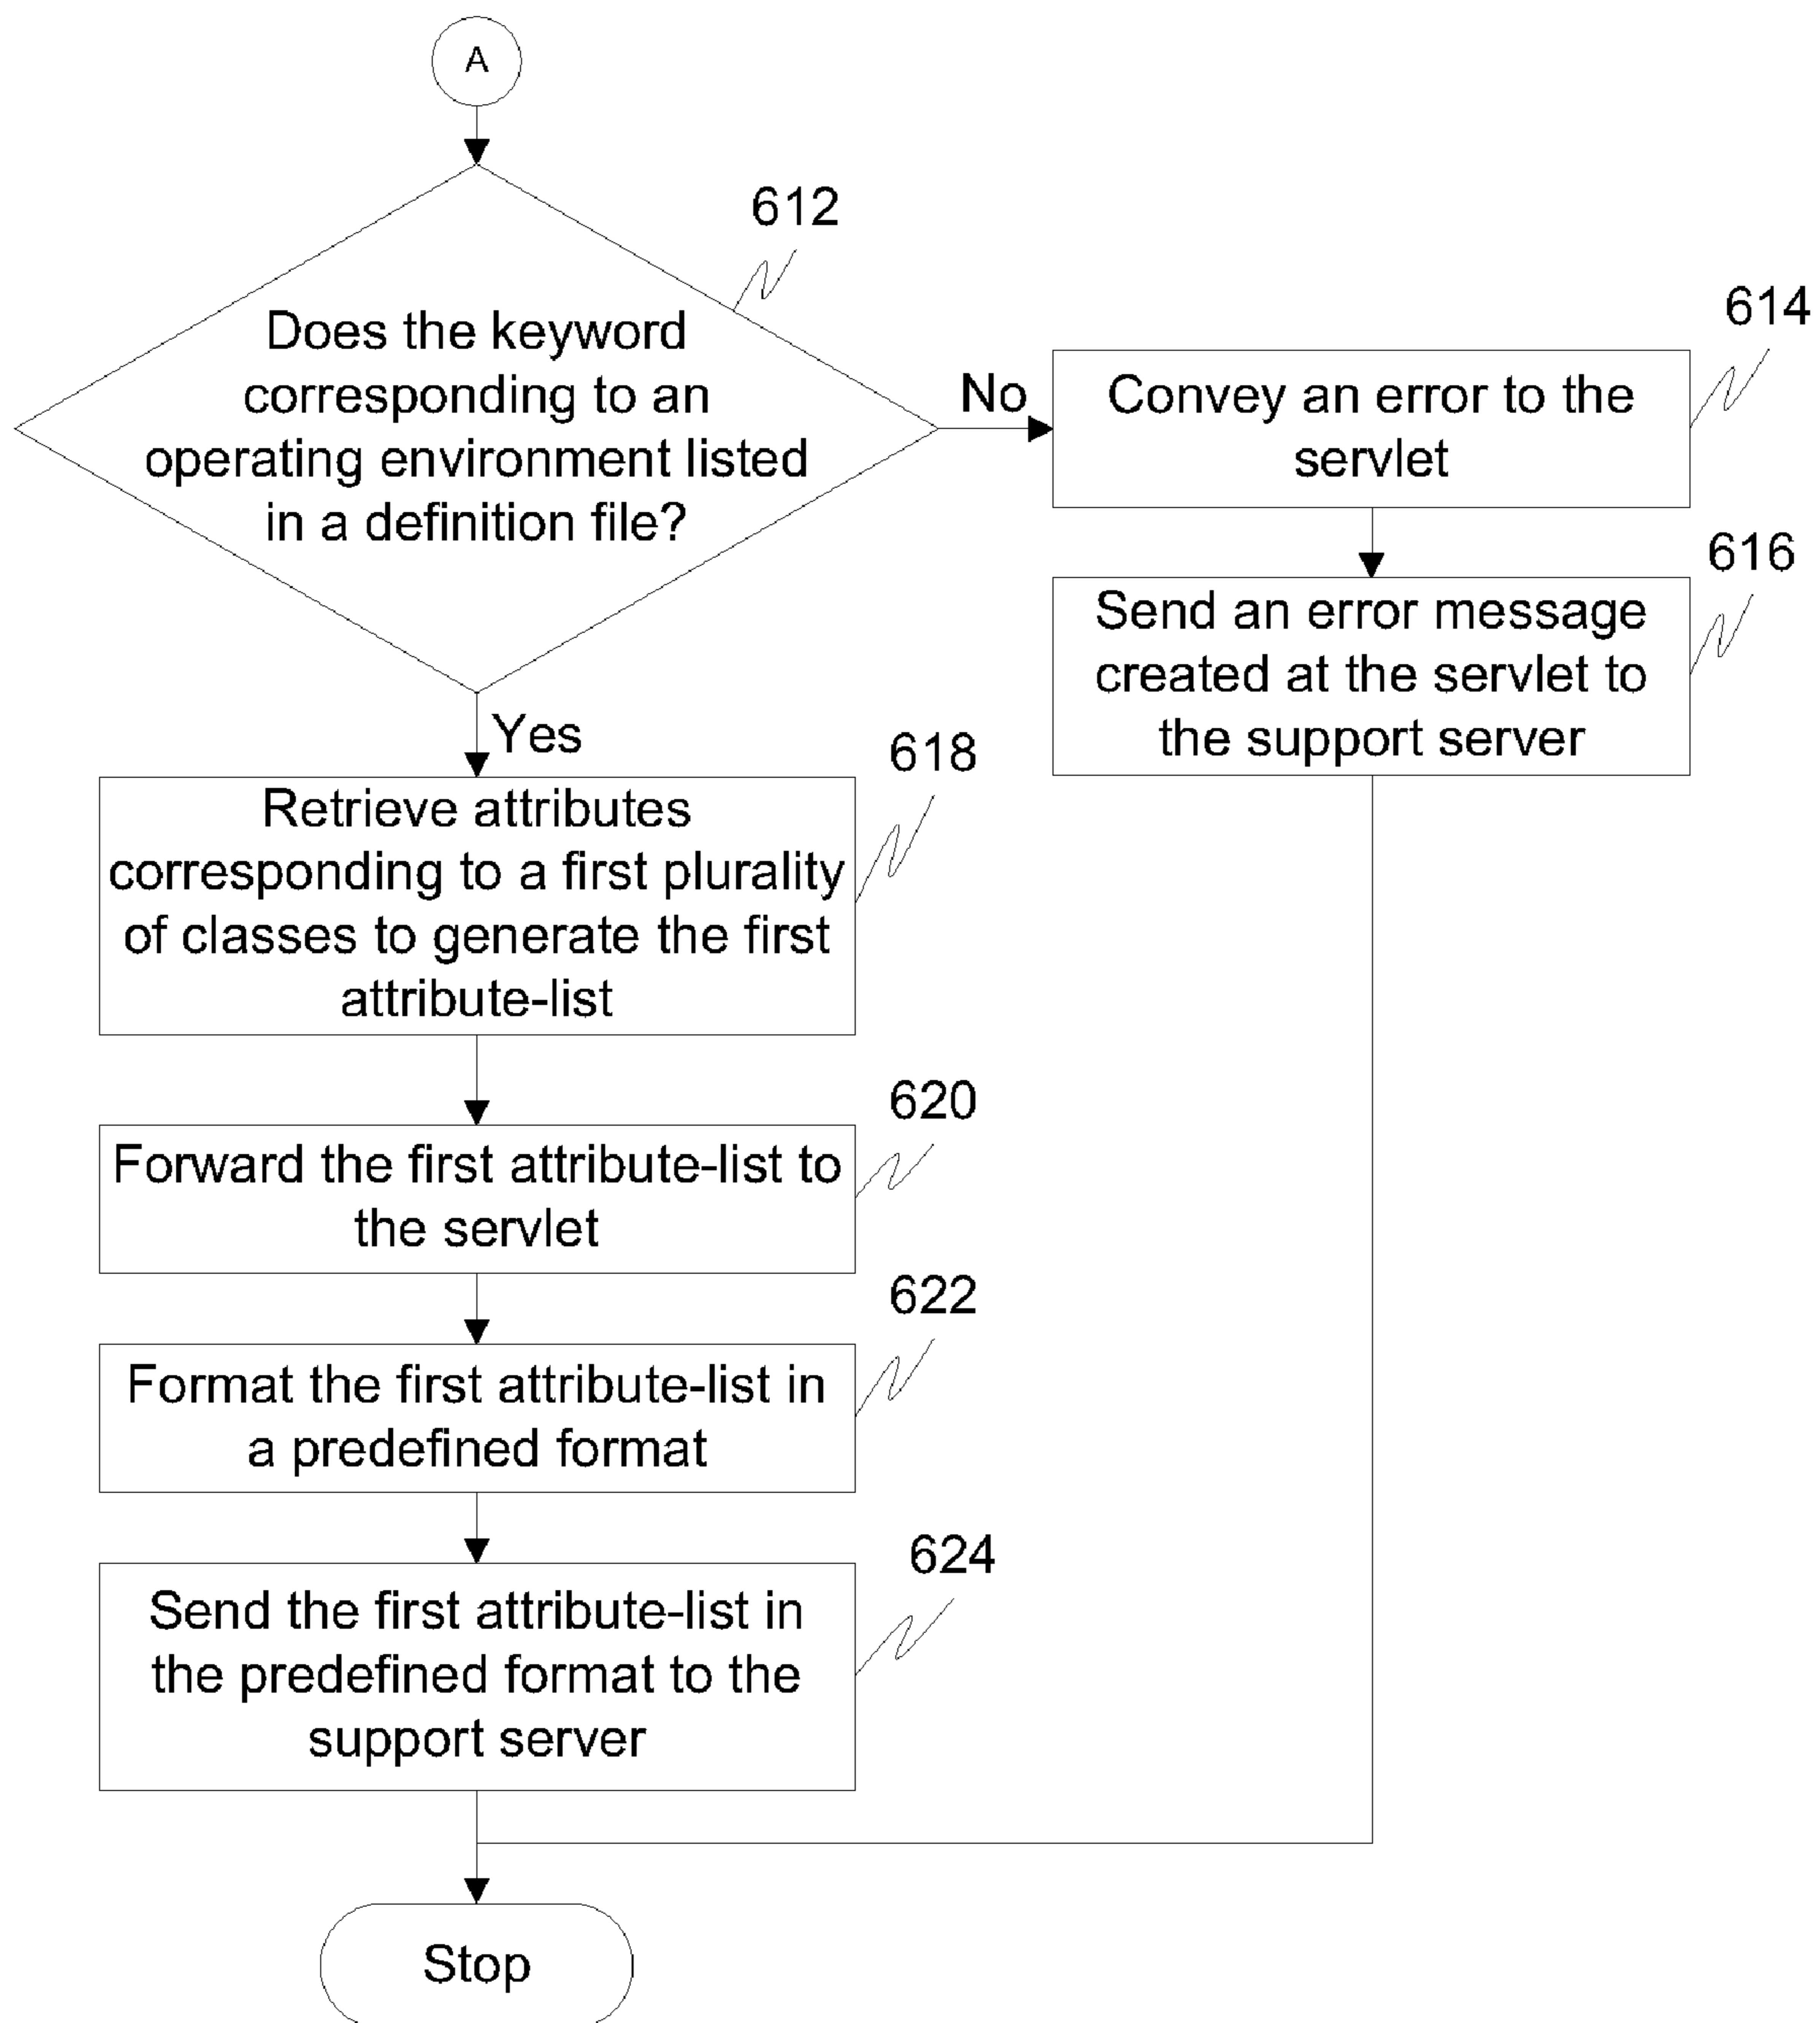 A
612
Does the keyword
corresponding to an
operating environment listed
in a definition file?
No
614
Convey an error to the
servlet
616
Send an error message
created at the servlet to
the support server
Yes
618
Retrieve attributes
corresponding to a first plurality
of classes to generate the first
attribute-list
620
Forward the first attribute-list to
the servlet
622
Format the first attribute-list in
a predefined format
624
Send the first attribute-list in
the predefined format to the
support server
Stop